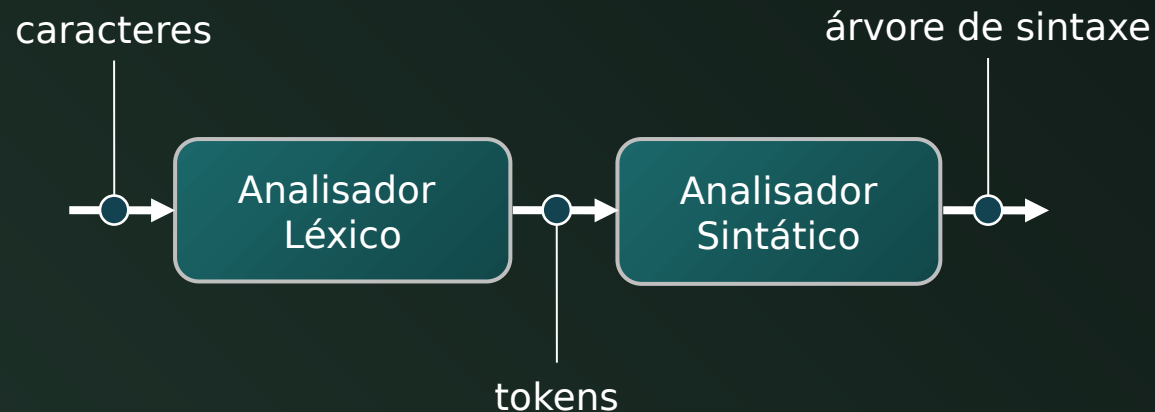 caracteres
árvore de sintaxe
Analisador
Léxico
Analisador
Sintático
tokens